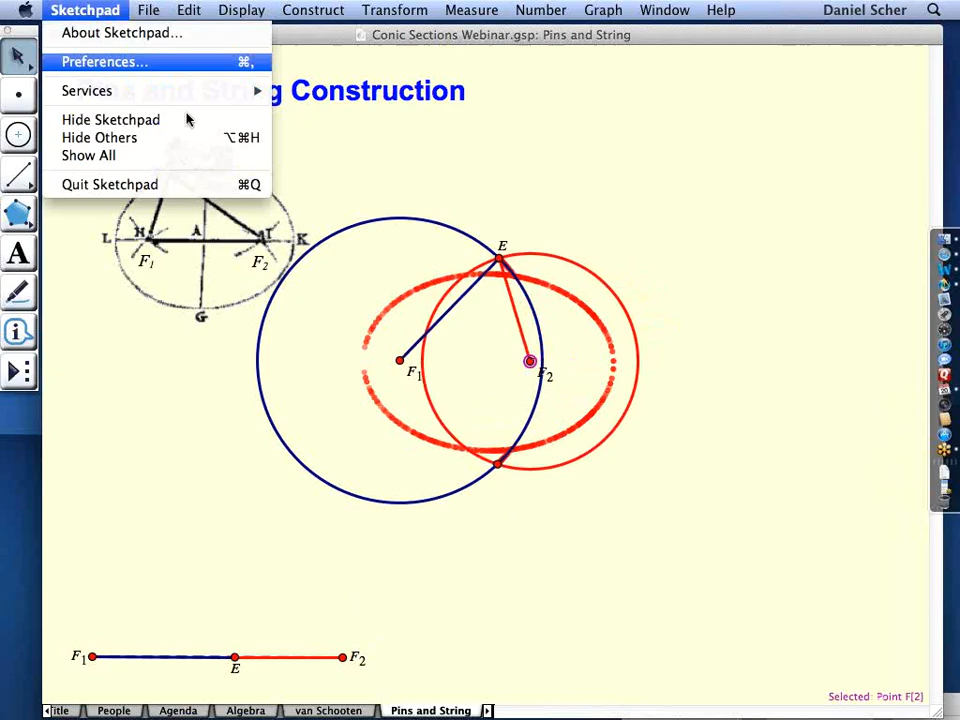 Sketchpad File Edit Display Construct Transform Measure Number Graph Window Daniel Scher
Conic Sections Webinar.gsp: Pins and String
About Sketchpad...
Preferences... ⌘,
Services
Hide Sketchpad
Hide Others ⌥⌘H
Show All
Quit Sketchpad ⌘Q
and String Construction
L H A I K
F1 F2
G
E
F1 F2
A
F1 E F2
Selected: Point F[2]
itle People Agenda Algebra van Schooten Pins and String